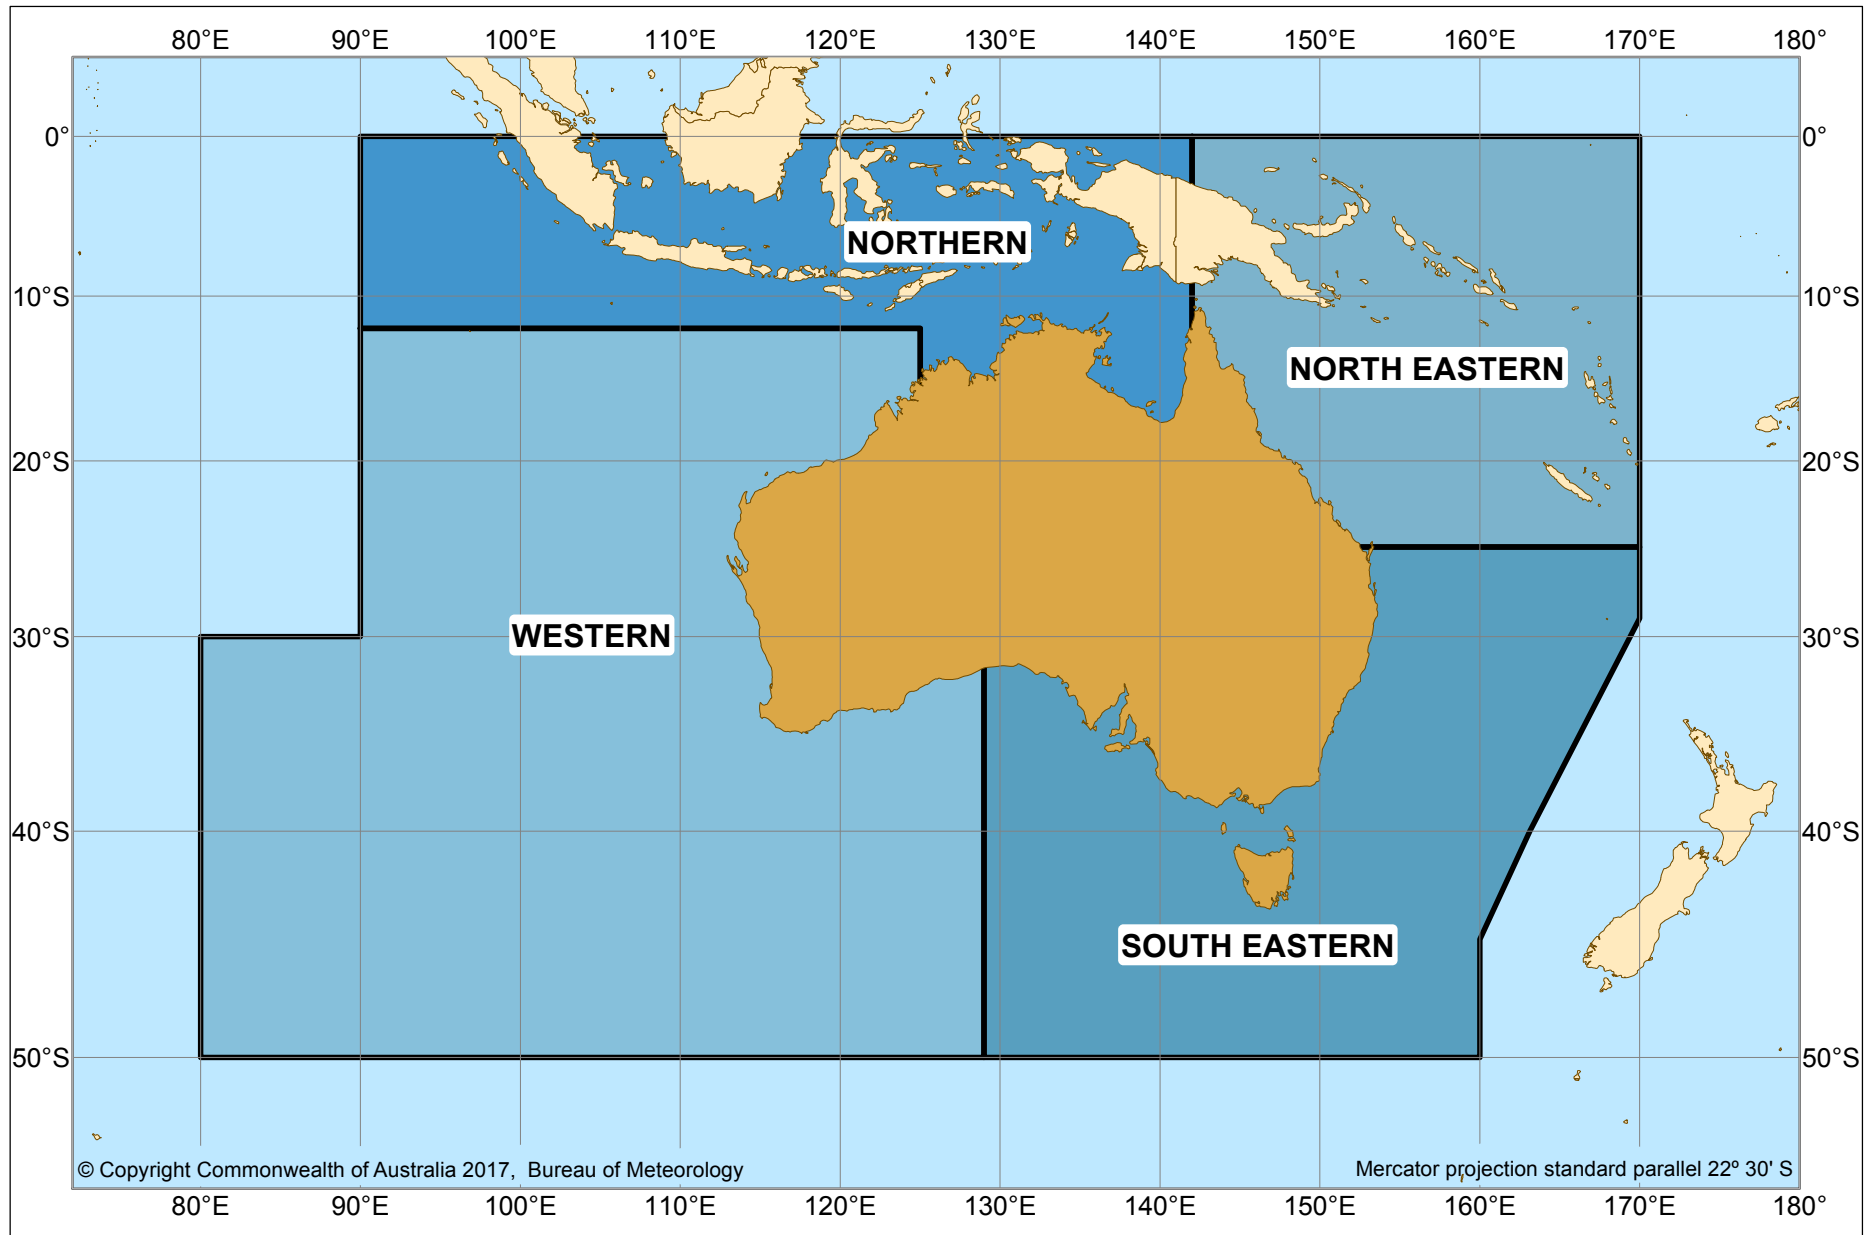 80°E 90°E 100°E 110°E 120°E 130°E 140°E 150°E 160°E 170°E 180°
0° 0°
NORTHERN
10°S 10°S
NORTH EASTERN
20°S 20°S
WESTERN
30°S 30°S
40°S 40°S
SOUTH EASTERN
50°S 50°S
© Copyright Commonwealth of Australia 2017, Bureau of Meteorology
Mercator projection standard parallel 22º 30' S
80°E 90°E 100°E 110°E 120°E 130°E 140°E 150°E 160°E 170°E 180°